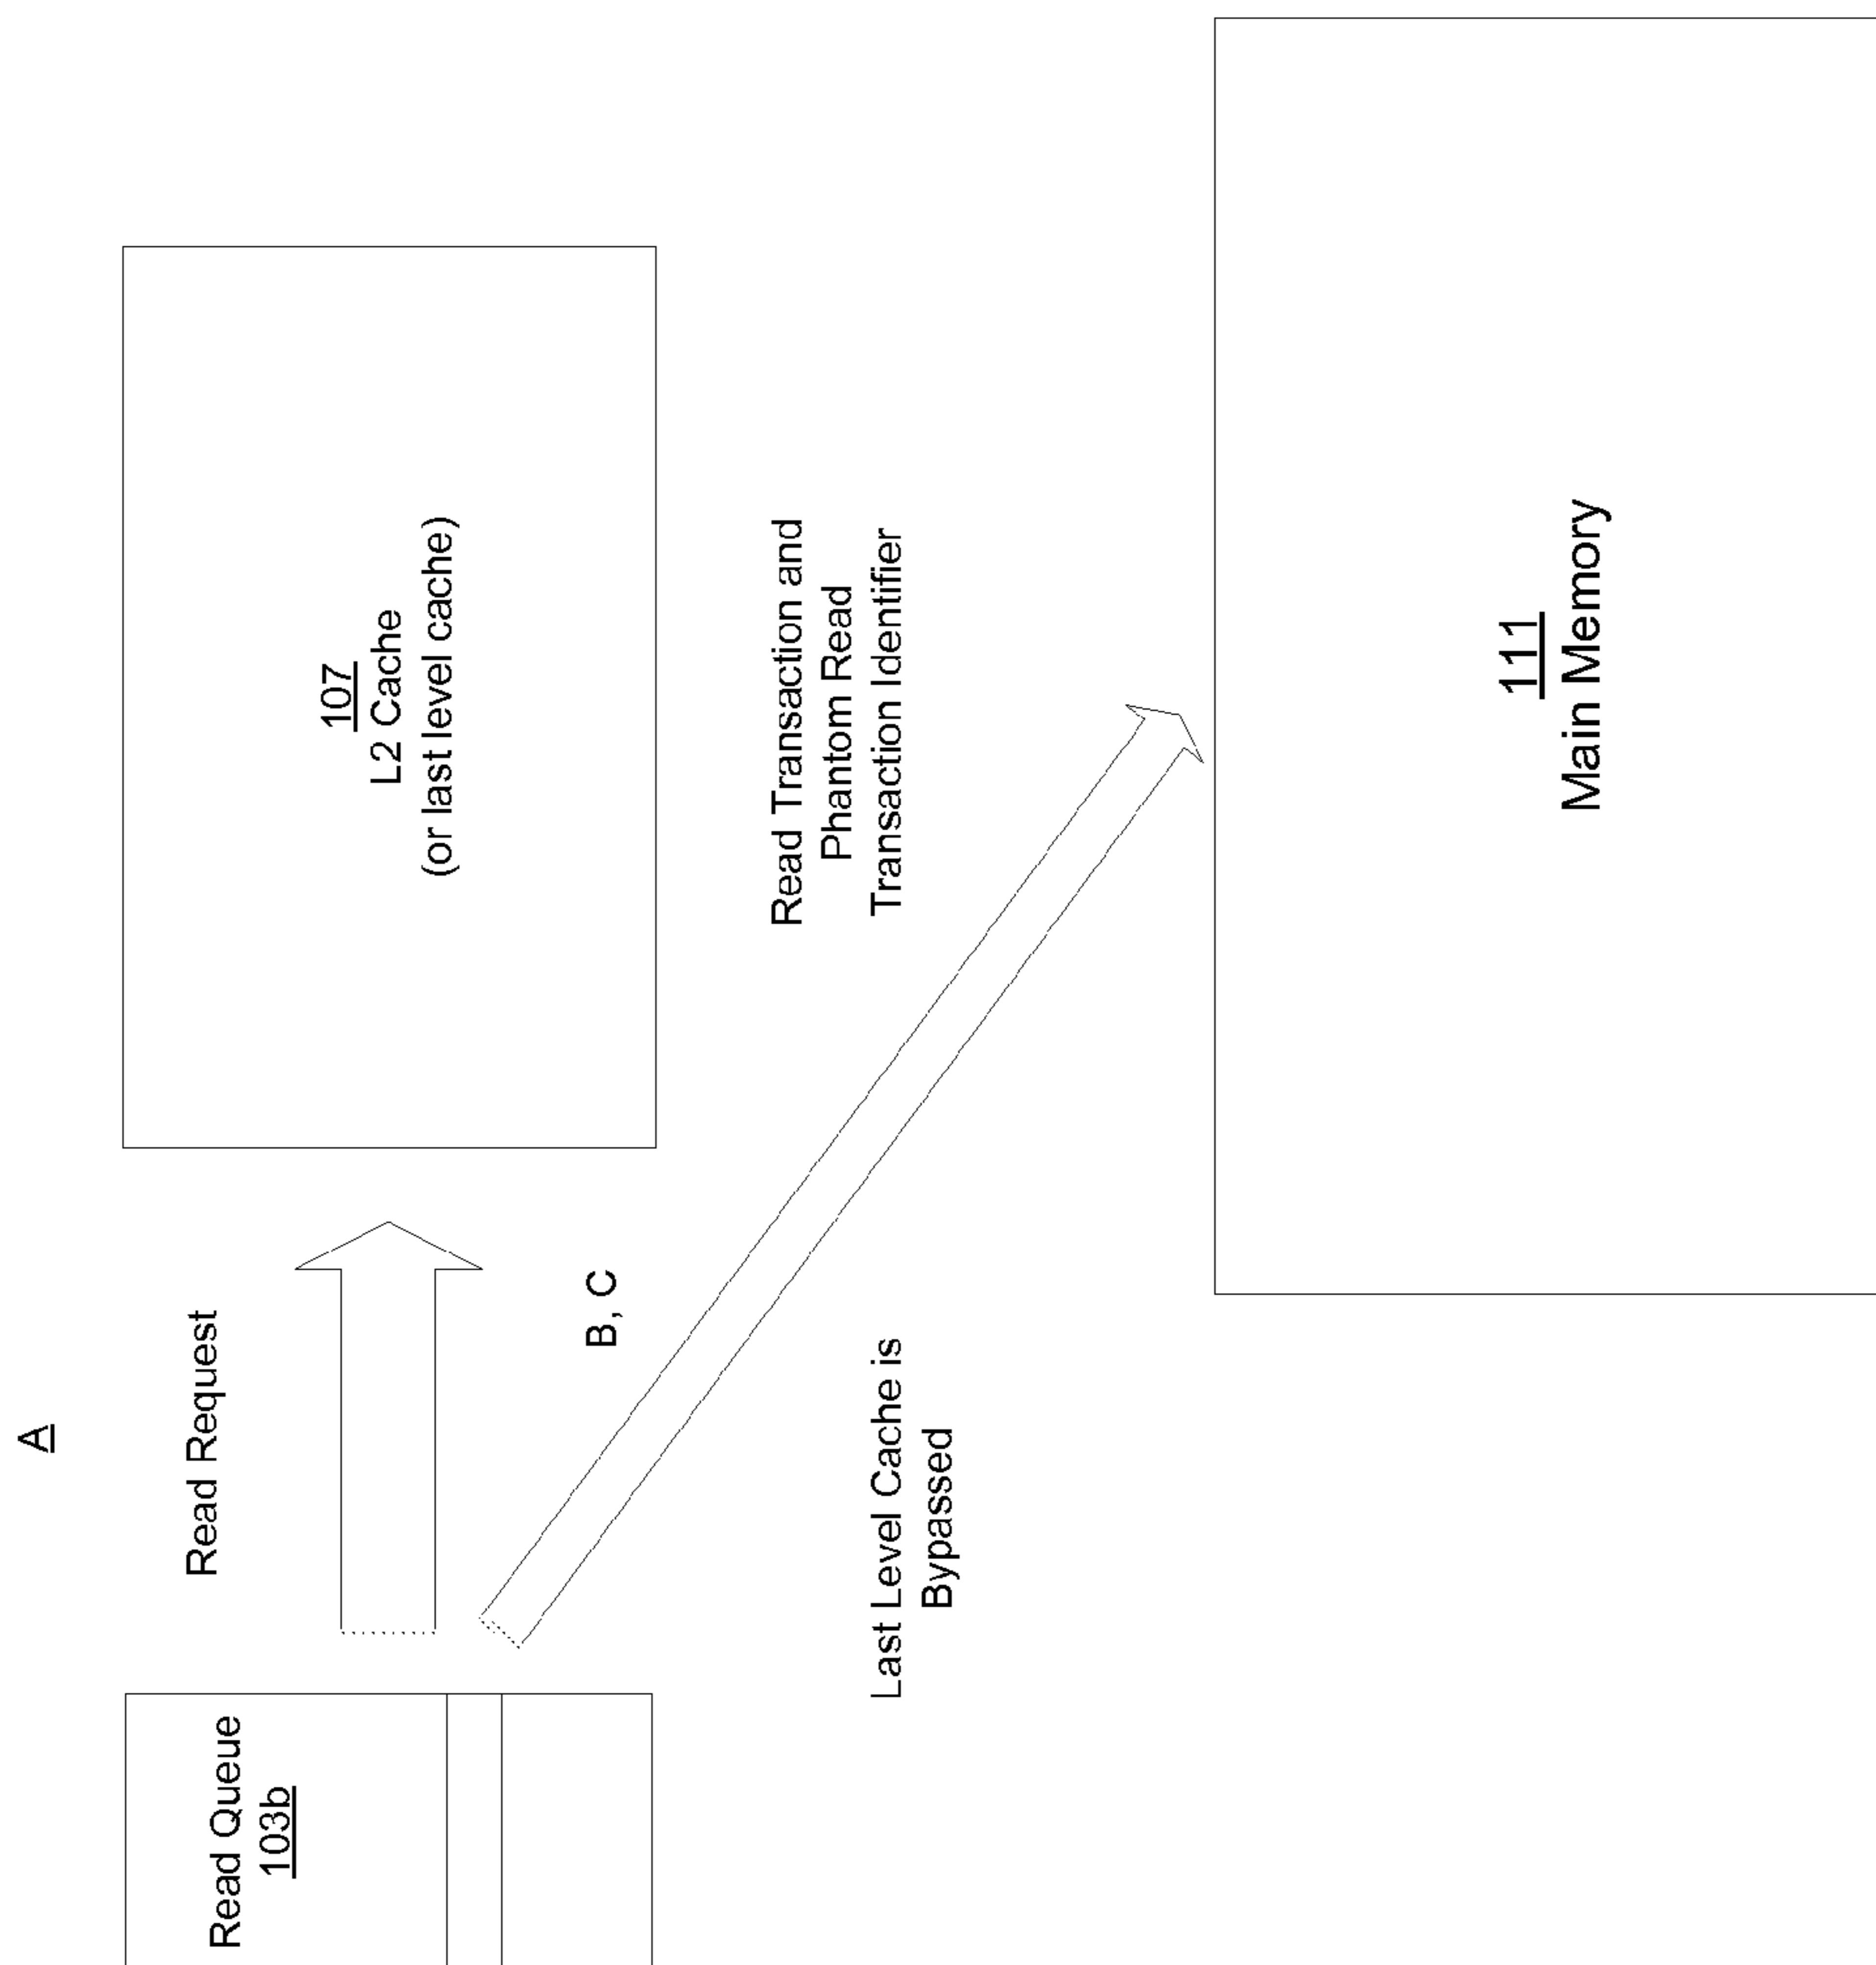 A
Read Queue
103b
Read Request
107
L2 Cache
(or last level cache)
B, C
Read Transaction and
Phantom Read
Transaction Identifier
Last Level Cache is
Bypassed
111
Main Memory